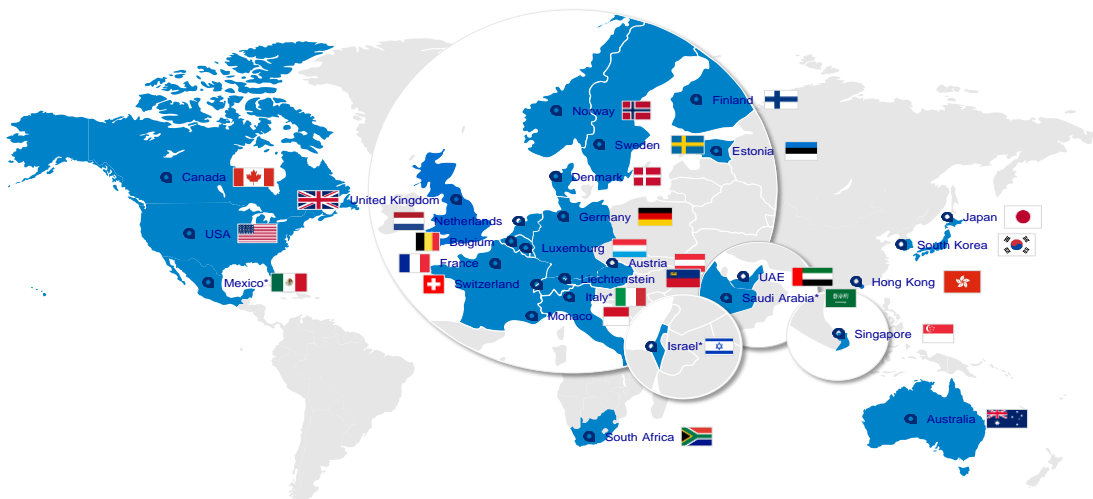 Finland
Norway
Sweden
Estonia
Denmark
Canada
United Kingdom
Netherlands
Germany
Japan
USA
Belgium
Luxemburg
South Korea
France
Austria
UAE
Mexico*
Switzerland
Liechtenstein
Hong Kong
Italy*
Saudi Arabia*
Monaco
Singapore
Israel*
Australia
South Africa